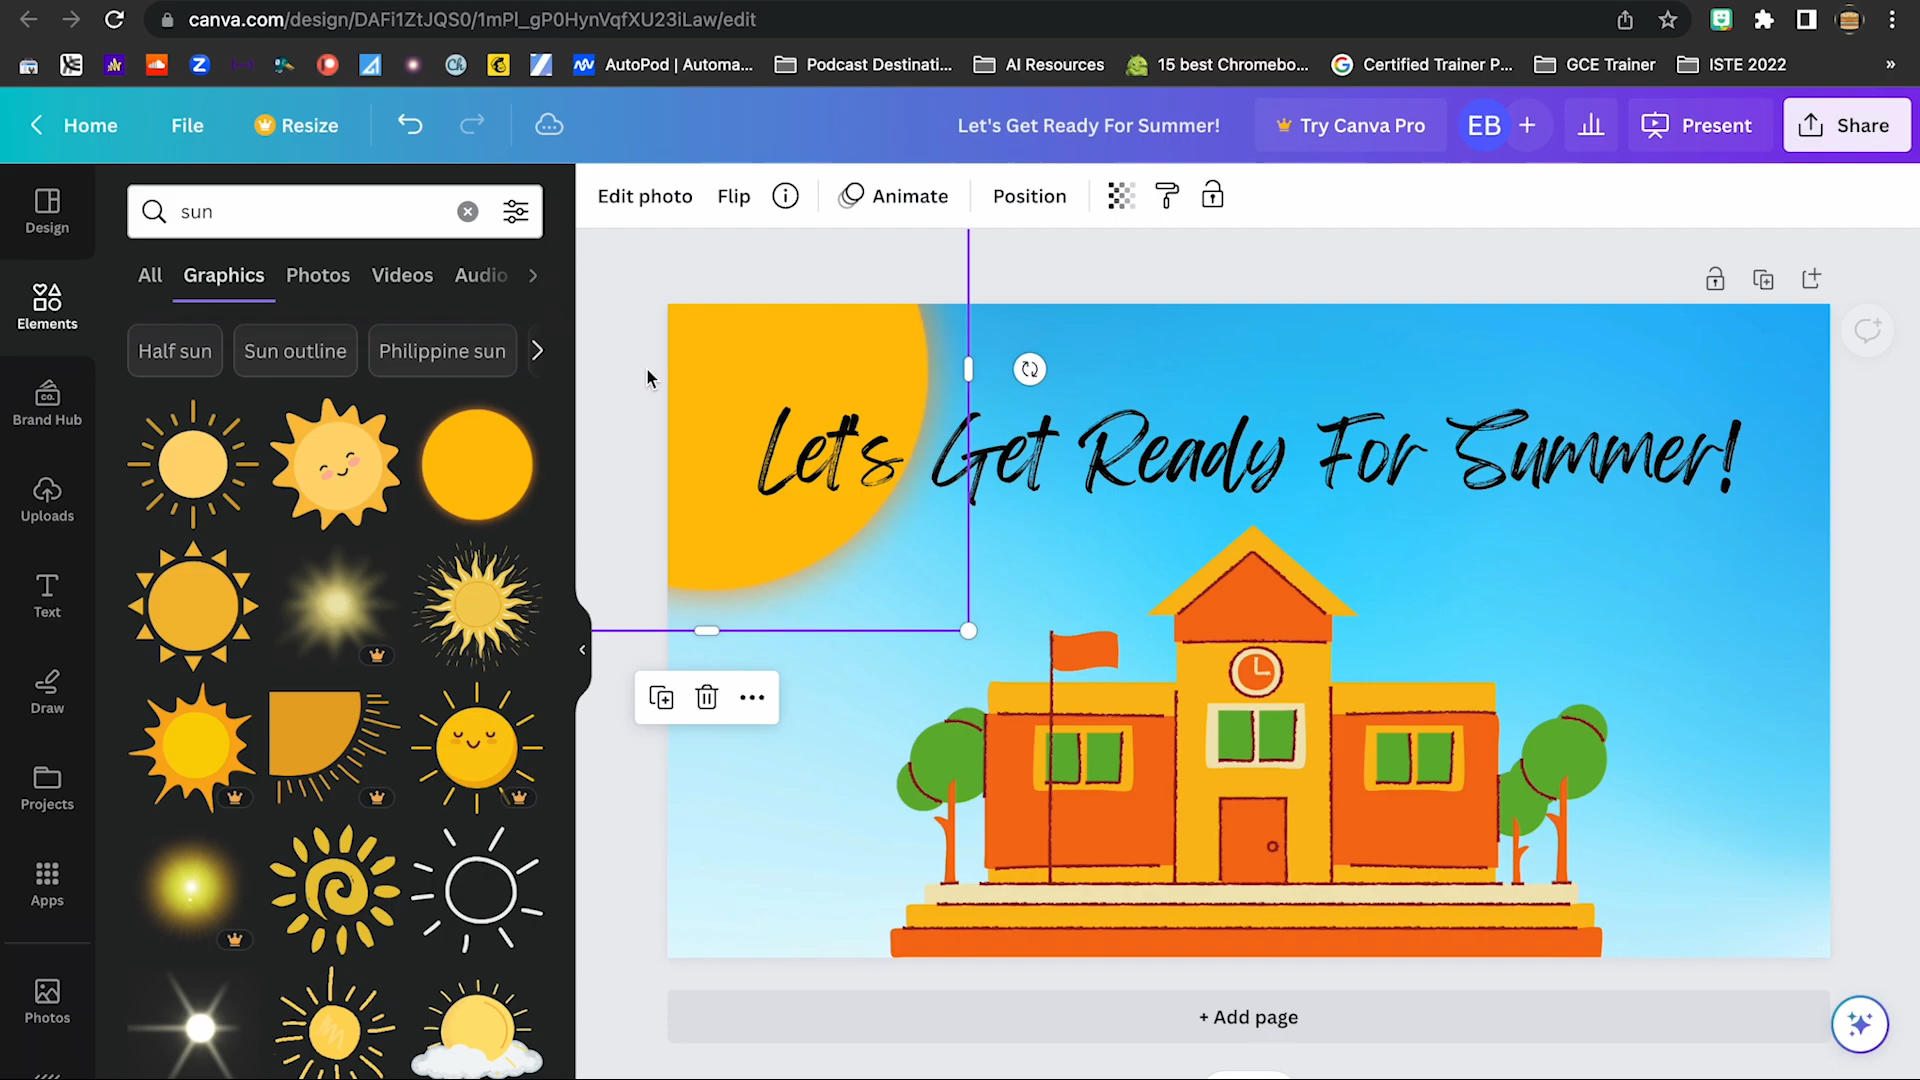 canva.com/design/DAFi1ZtJQS0/1mPl_gP0HynVqfXU23iLaw/edit
AutoPod | Automa...
Podcast Destinati...
AI Resources
15 best Chromebo...
Certified Trainer P...
GCE Trainer
ISTE 2022
»
Home
File
Resize
Let's Get Ready For Summer!
Try Canva Pro
EB
+
Present
Share
Design
Elements
Brand Hub
Uploads
Text
Draw
Projects
Apps
Photos
sun
All
Graphics
Photos
Videos
Audio
Half sun
Sun outline
Philippine sun
Edit photo
Flip
Animate
Position
Let's Get Ready For Summer!
+ Add page